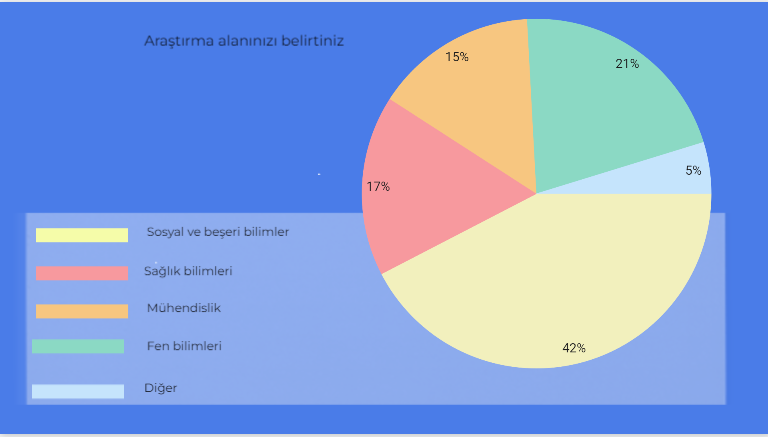 Araştırma alanınızı belirtiniz
15%
21%
5%
17%
42%
Sosyal ve beşeri bilimler
Sağlık bilimleri
Mühendislik
Fen bilimleri
Diğer